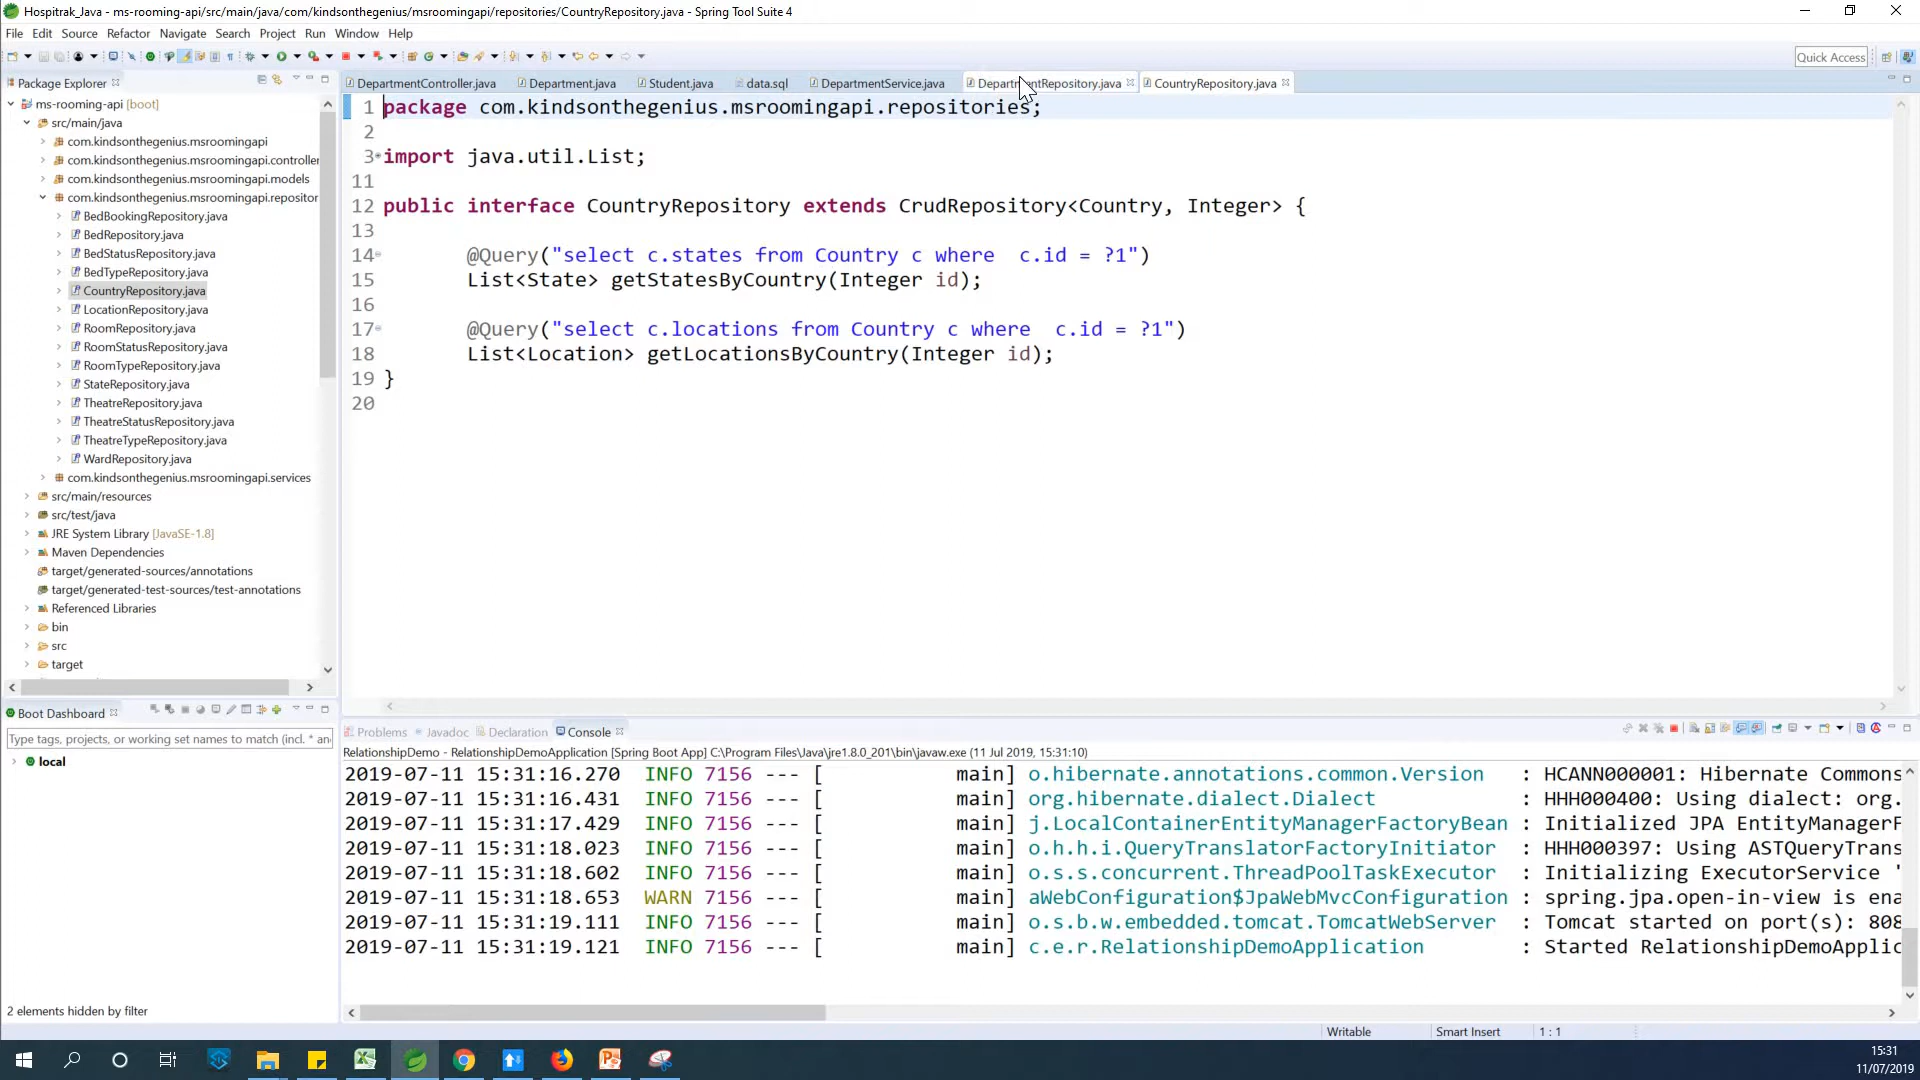 Hospitrak_Java - ms-rooming-api/src/main/java/com/kindsonthegenius/msroomingapi/repositories/CountryRepository.java - Spring Tool Suite 4
File Edit Source Refactor Navigate Search Project Run Window Help
Quick Access
Package Explorer
ms-rooming-api [boot]
src/main/java
com.kindsonthegenius.msroomingapi
com.kindsonthegenius.msroomingapi.controller
com.kindsonthegenius.msroomingapi.models
com.kindsonthegenius.msroomingapi.repositor
BedBookingRepository.java
BedRepository.java
BedStatusRepository.java
BedTypeRepository.java
CountryRepository.java
LocationRepository.java
RoomRepository.java
RoomStatusRepository.java
RoomTypeRepository.java
StateRepository.java
TheatreRepository.java
TheatreStatusRepository.java
TheatreTypeRepository.java
WardRepository.java
com.kindsonthegenius.msroomingapi.services
src/main/resources
src/test/java
JRE System Library [JavaSE-1.8]
Maven Dependencies
target/generated-sources/annotations
target/generated-test-sources/test-annotations
Referenced Libraries
bin
src
target
DepartmentController.java Department.java Student.java data.sql DepartmentService.java DepartmentRepository.java CountryRepository.java
1 package com.kindsonthegenius.msroomingapi.repositories;
2
3 import java.util.List;
11
12 public interface CountryRepository extends CrudRepository<Country, Integer> {
13
14 @Query("select c.states from Country c where  c.id = ?1")
15 List<State> getStatesByCountry(Integer id);
16
17 @Query("select c.locations from Country c where  c.id = ?1")
18 List<Location> getLocationsByCountry(Integer id);
19 }
20
Boot Dashboard
Type tags, projects, or working set names to match (incl. * an
local
2 elements hidden by filter
Problems Javadoc Declaration Console
RelationshipDemo - RelationshipDemoApplication [Spring Boot App] C:\Program Files\Java\jre1.8.0_201\bin\javaw.exe (11 Jul 2019, 15:31:10)
2019-07-11 15:31:16.270  INFO 7156 --- [           main] o.hibernate.annotations.common.Version   : HCANN000001: Hibernate Commons
2019-07-11 15:31:16.431  INFO 7156 --- [           main] org.hibernate.dialect.Dialect            : HHH000400: Using dialect: org.
2019-07-11 15:31:17.429  INFO 7156 --- [           main] j.LocalContainerEntityManagerFactoryBean : Initialized JPA EntityManagerF
2019-07-11 15:31:18.023  INFO 7156 --- [           main] o.h.h.i.QueryTranslatorFactoryInitiator  : HHH000397: Using ASTQueryTrans
2019-07-11 15:31:18.602  INFO 7156 --- [           main] o.s.s.concurrent.ThreadPoolTaskExecutor  : Initializing ExecutorService '
2019-07-11 15:31:18.653  WARN 7156 --- [           main] aWebConfiguration$JpaWebMvcConfiguration : spring.jpa.open-in-view is ena
2019-07-11 15:31:19.111  INFO 7156 --- [           main] o.s.b.w.embedded.tomcat.TomcatWebServer  : Tomcat started on port(s): 808
2019-07-11 15:31:19.121  INFO 7156 --- [           main] c.e.r.RelationshipDemoApplication        : Started RelationshipDemoApplic
Writable Smart Insert 1 : 1
15:31
11/07/2019